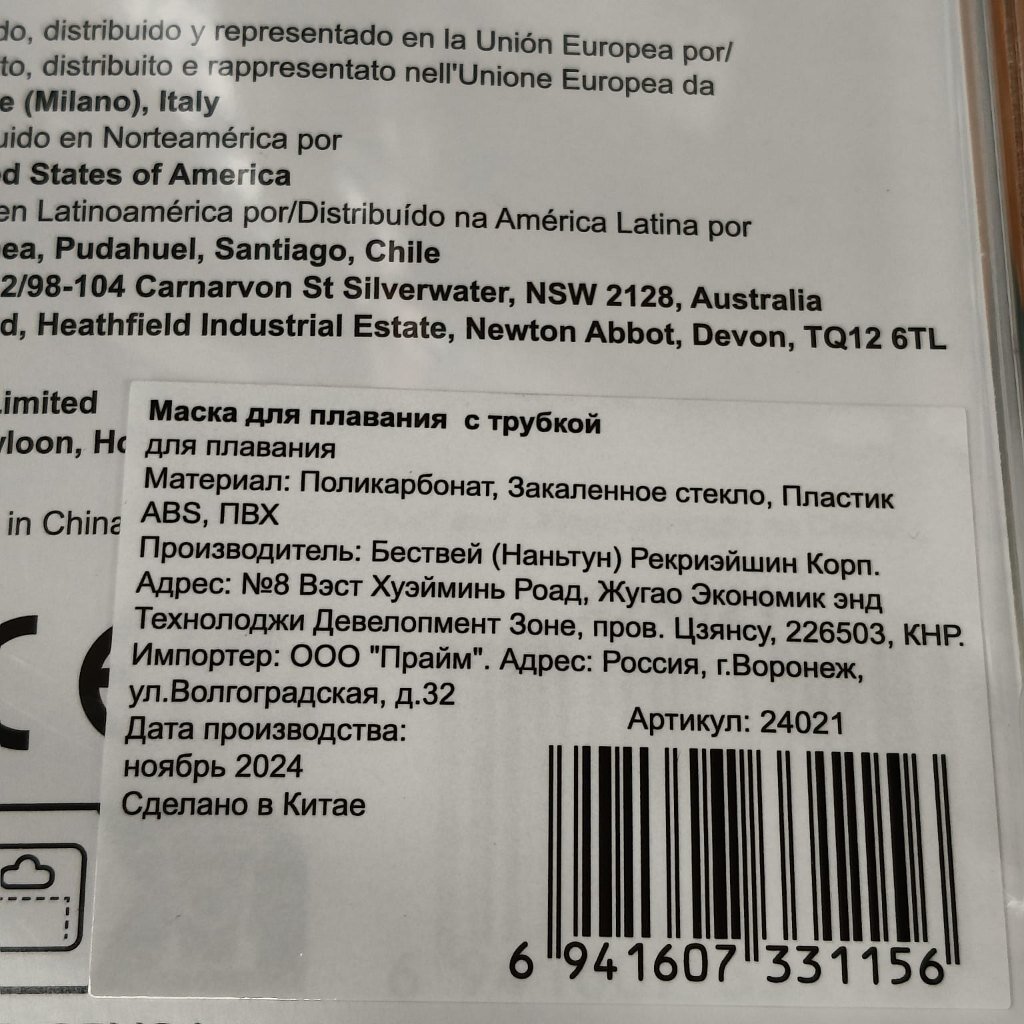 do, distribuido y representado en la Unión Europea por/
to, distribuito e rappresentato nell'Unione Europea da
e (Milano), Italy
uido en Norteamérica por
d States of America
en Latinoamérica por/Distribuído na América Latina por
ea, Pudahuel, Santiago, Chile
2/98-104 Carnarvon St Silverwater, NSW 2128, Australia
d, Heathfield Industrial Estate, Newton Abbot, Devon, TQ12 6TL
Limited
loon, Ho
in China
CE
Маска для плавания с трубкой
для плавания
Материал: Поликарбонат, Закаленное стекло, Пластик
ABS, ПВХ
Производитель: Бествей (Наньтун) Рекриэйшин Корп.
Адрес: №8 Вэст Хуэйминь Роад, Жугао Экономик энд
Технолоджи Девелопмент Зоне, пров. Цзянсу, 226503, КНР.
Импортер: ООО "Прайм". Адрес: Россия, г.Воронеж,
ул.Волгоградская, д.32
Дата производства:
ноябрь 2024
Сделано в Китае
Артикул: 24021
6 941607 331156